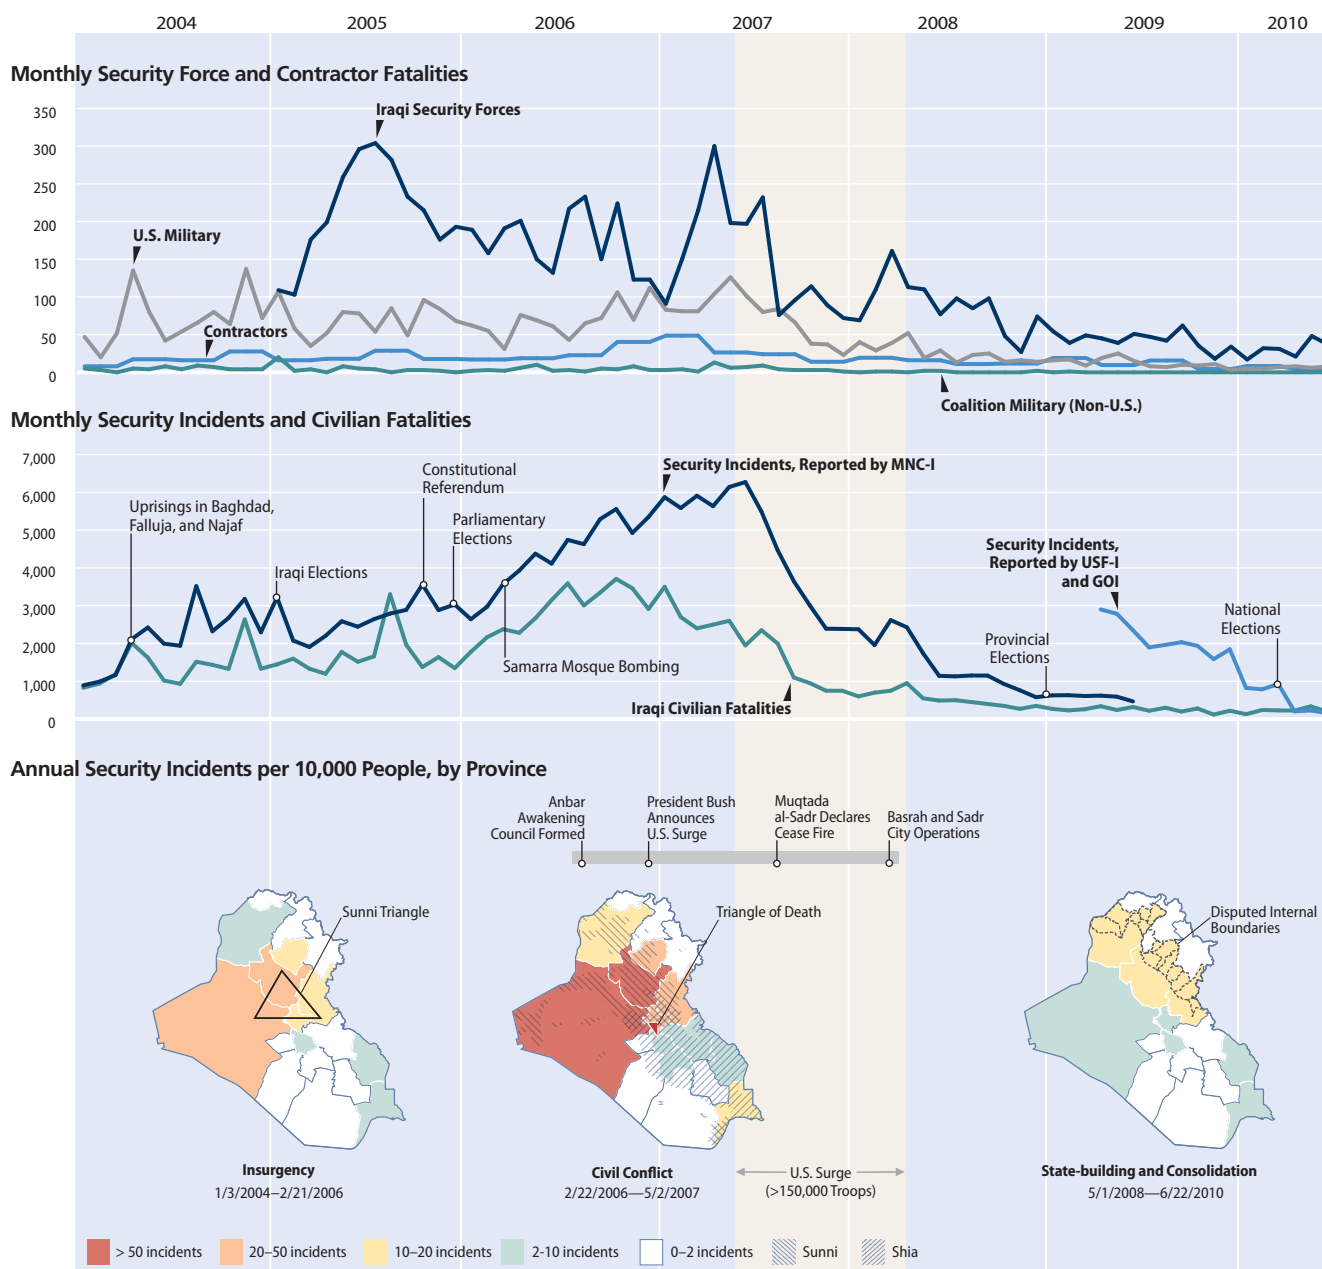 2004 2005 2006 2007 2008 2009 2010
Monthly Security Force and Contractor Fatalities
350
300
250
200
150
100
50
0
Iraqi Security Forces
U.S. Military
Contractors
Coalition Military (Non-U.S.)
Monthly Security Incidents and Civilian Fatalities
7,000
6,000
5,000
4,000
3,000
2,000
1,000
0
Uprisings in Baghdad,
Falluja, and Najaf
Iraqi Elections
Constitutional
Referendum
Parliamentary
Elections
Samarra Mosque Bombing
Security Incidents, Reported by MNC-I
Iraqi Civilian Fatalities
Security Incidents,
Reported by USF-I
and GOI
Provincial
Elections
National
Elections
Annual Security Incidents per 10,000 People, by Province
Anbar
Awakening
Council Formed
President Bush
Announces
U.S. Surge
Muqtada
al-Sadr Declares
Cease Fire
Basrah and Sadr
City Operations
Sunni Triangle
Triangle of Death
Disputed Internal
Boundaries
Insurgency
1/3/2004–2/21/2006
Civil Conflict
2/22/2006—5/2/2007
U.S. Surge
(>150,000 Troops)
State-building and Consolidation
5/1/2008—6/22/2010
> 50 incidents
20–50 incidents
10–20 incidents
2-10 incidents
0–2 incidents
Sunni
Shia